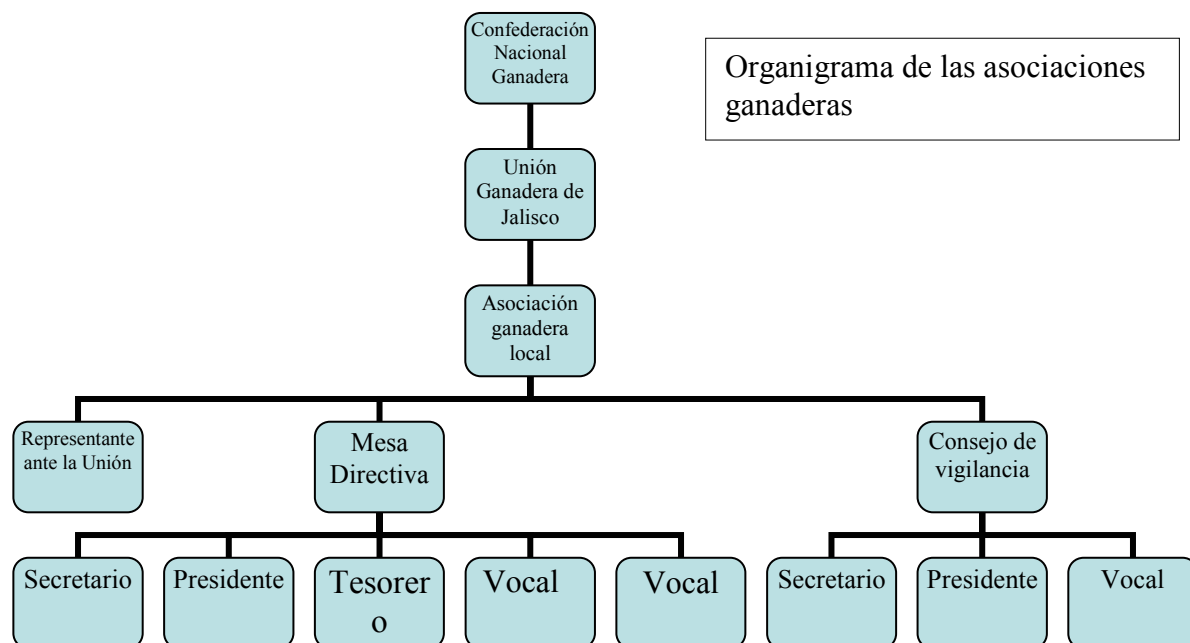 Confederación
Nacional
Ganadera
Organigrama de las asociaciones
ganaderas
Unión
Ganadera de
Jalisco
Asociación
ganadera
local
Representante
ante la Unión
Mesa
Directiva
Consejo de
vigilancia
Secretario
Presidente
Tesorer
o
Vocal
Vocal
Secretario
Presidente
Vocal